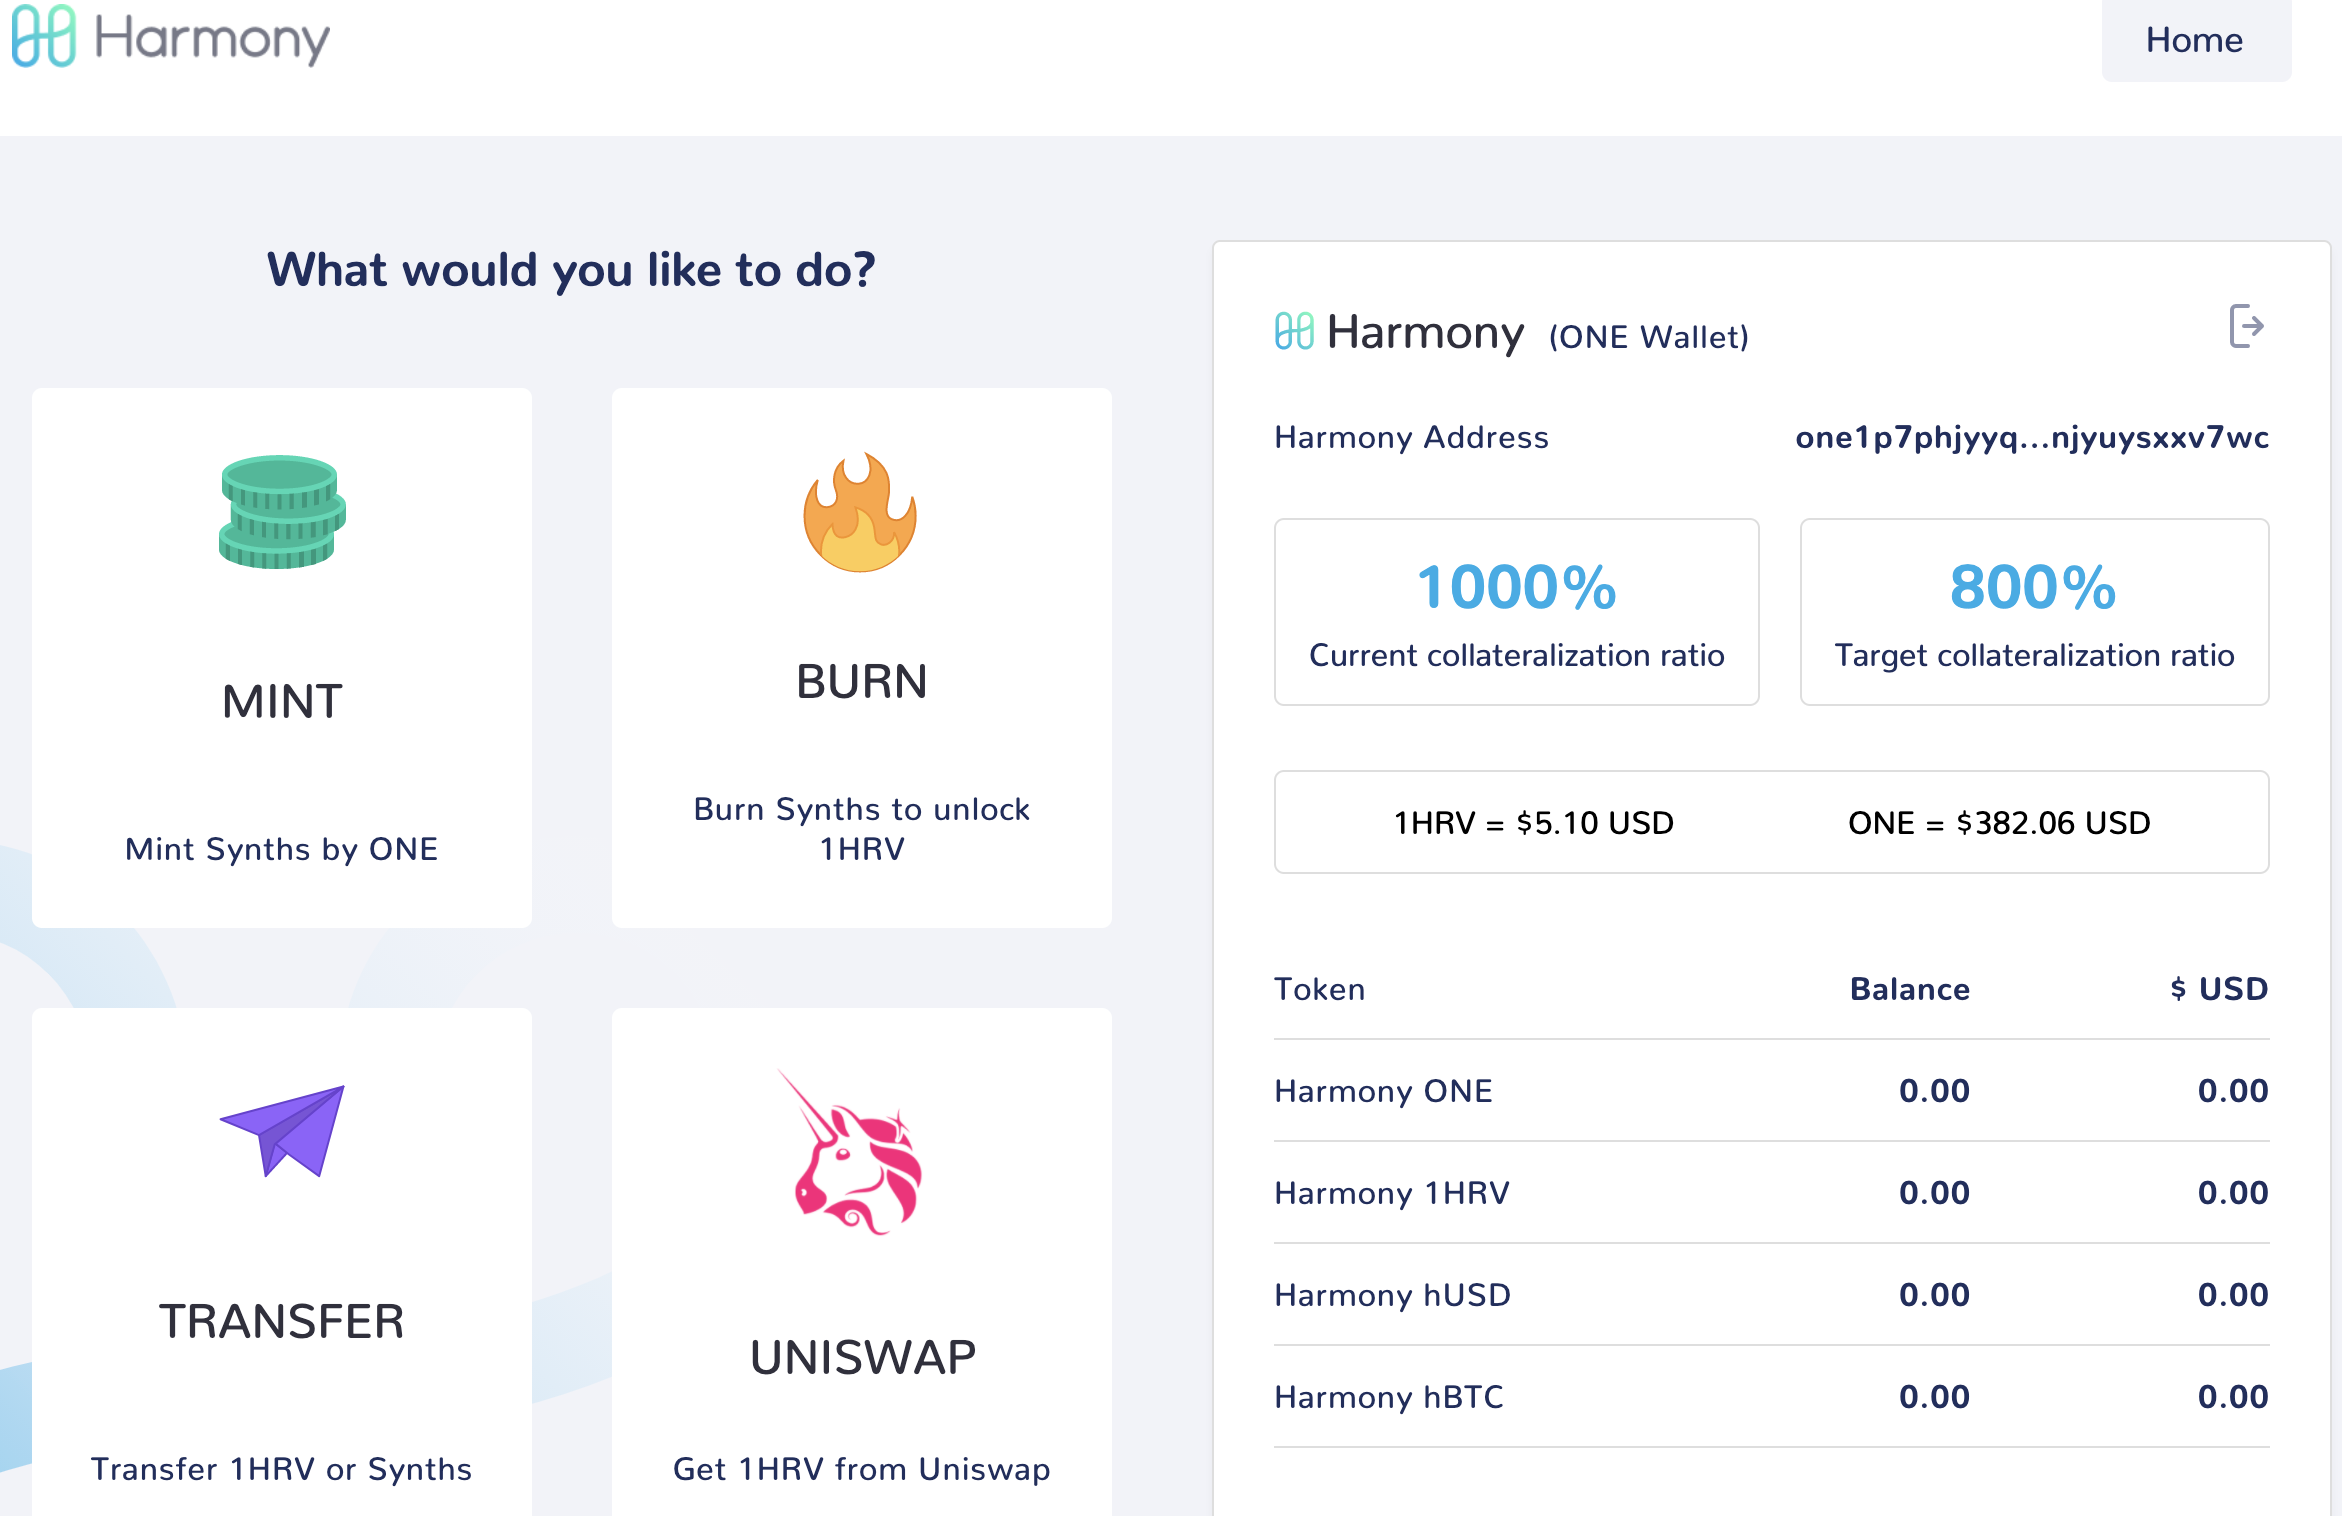 Harmony
Home
What would you like to do?
MINT
Mint Synths by ONE
BURN
Burn Synths to unlock
1HRV
TRANSFER
Transfer 1HRV or Synths
UNISWAP
Get 1HRV from Uniswap
Harmony (ONE Wallet)
Harmony Address one1p7phjyyq...njyuysxxv7wc
1000%
Current collateralization ratio
800%
Target collateralization ratio
1HRV = $5.10 USD ONE = $382.06 USD
Token Balance $ USD
Harmony ONE 0.00 0.00
Harmony 1HRV 0.00 0.00
Harmony hUSD 0.00 0.00
Harmony hBTC 0.00 0.00